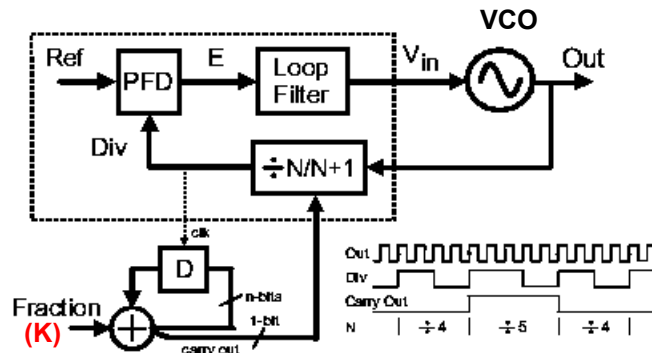 VCO
Ref
PFD
E
Loop
Filter
Vin
Out
Div
÷N/N+1
clk
D
n-bits
1-bit
Fraction
(K)
carry out
Out
Div
Carry Out
N
÷4
÷5
÷4